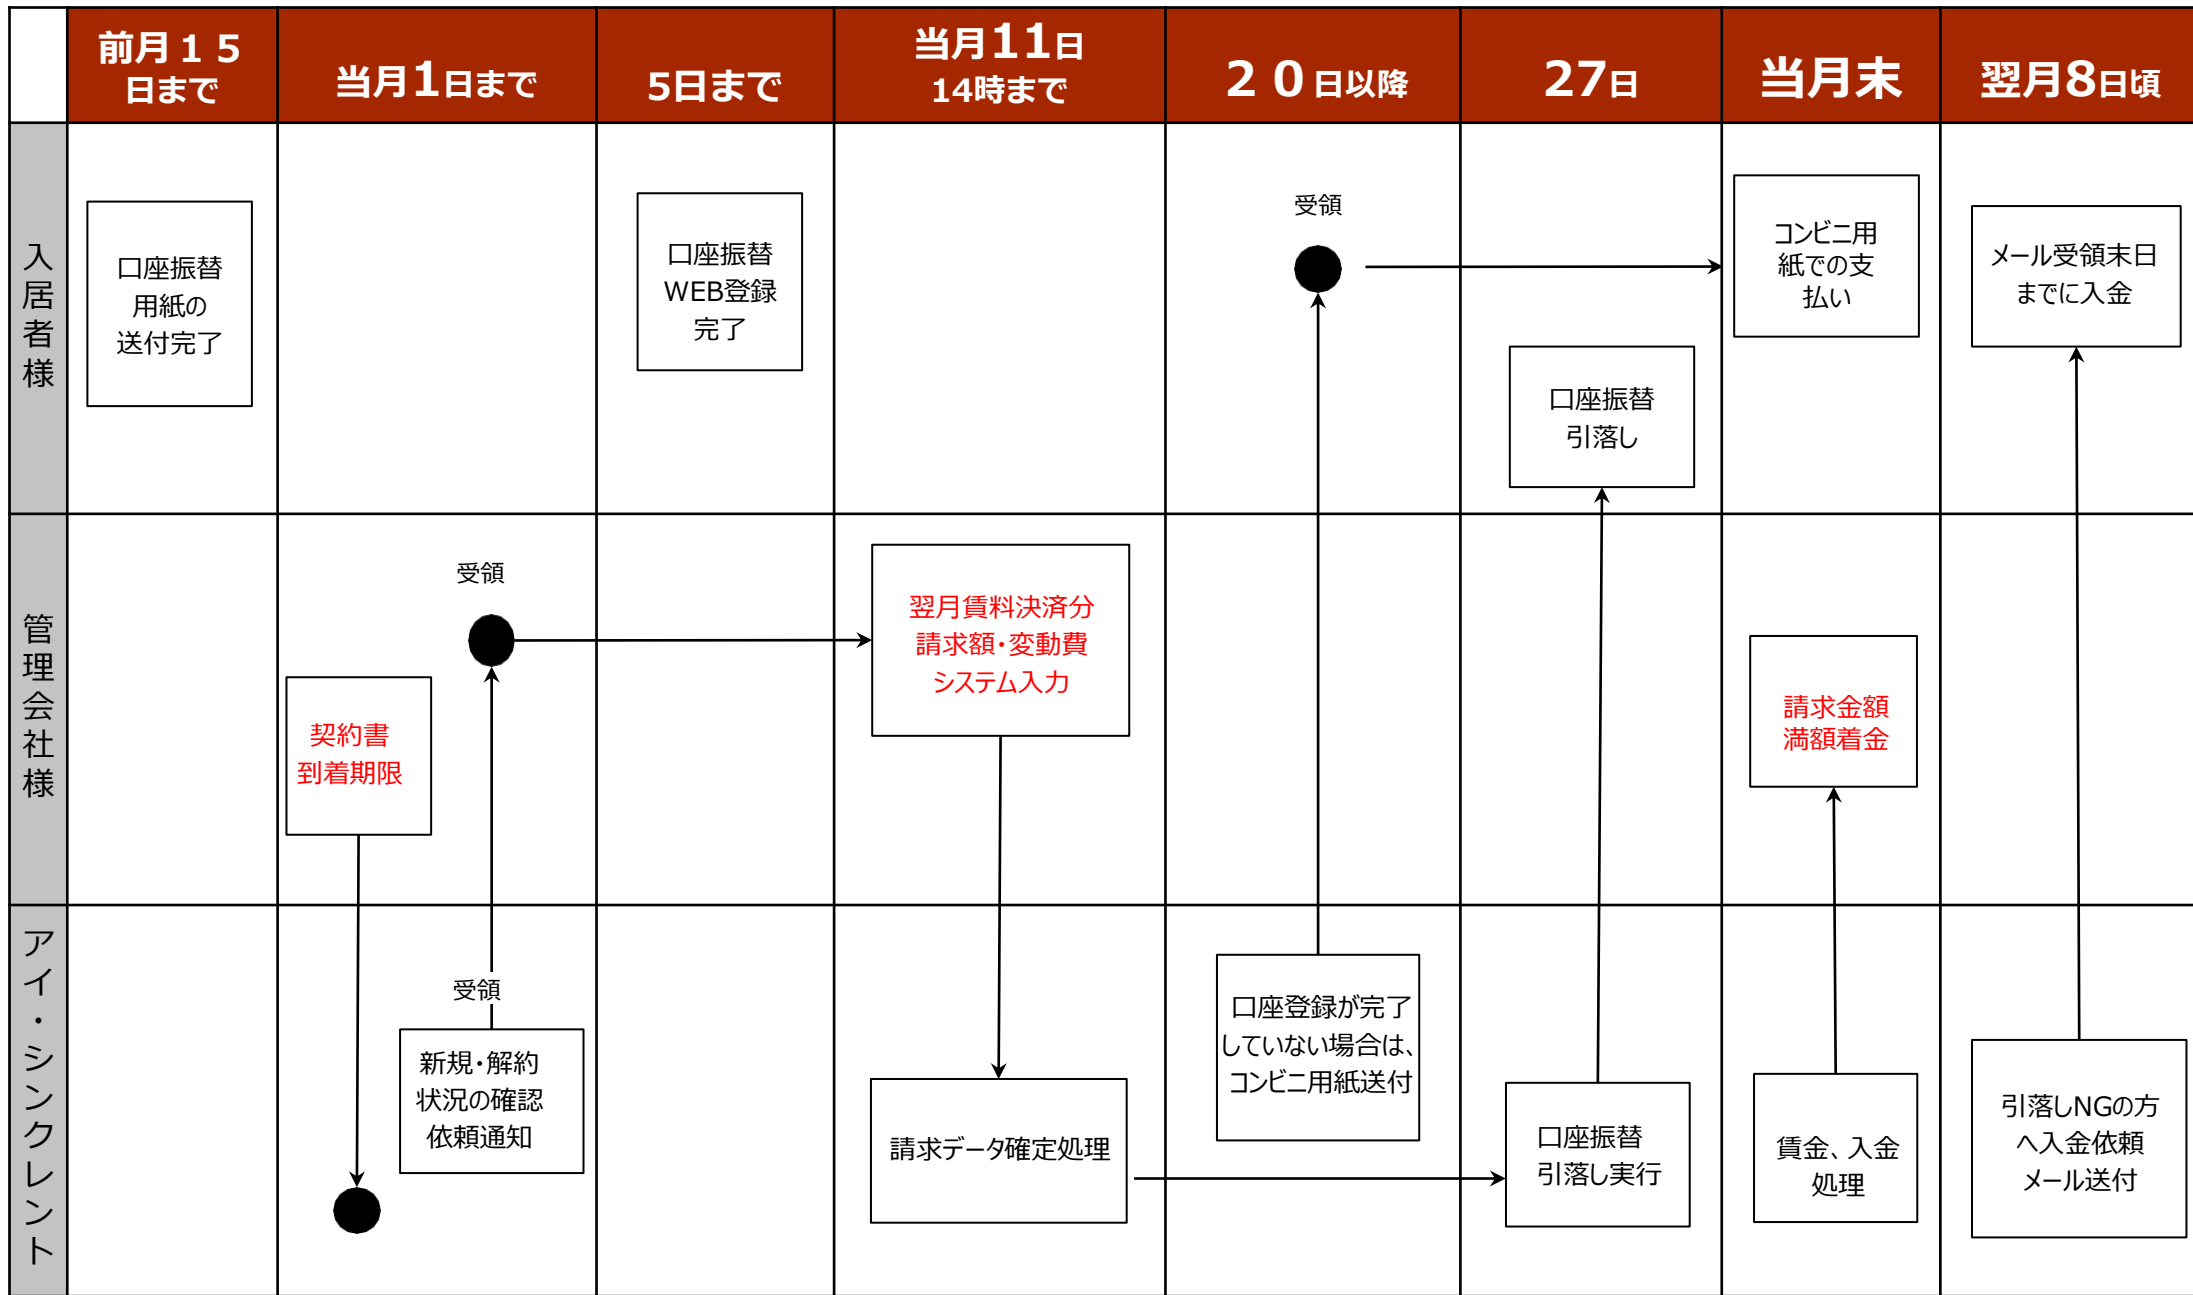 前月１５
日まで
当月1日まで
5日まで
当月11日
14時まで
２０日以降
27日
当月末
翌月8日頃
入居者様
口座振替
用紙の
送付完了
口座振替
WEB登録
完了
受領
口座振替
引落し
コンビニ用
紙での支
払い
メール受領末日
までに入金
管理会社様
契約書
到着期限
受領
翌月賃料決済分
請求額・変動費
システム入力
請求金額
満額着金
アイ・シンクレント
受領
新規・解約
状況の確認
依頼通知
請求データ確定処理
口座登録が完了
していない場合は、
コンビニ用紙送付
口座振替
引落し実行
賃金、入金
処理
引落しNGの方
へ入金依頼
メール送付